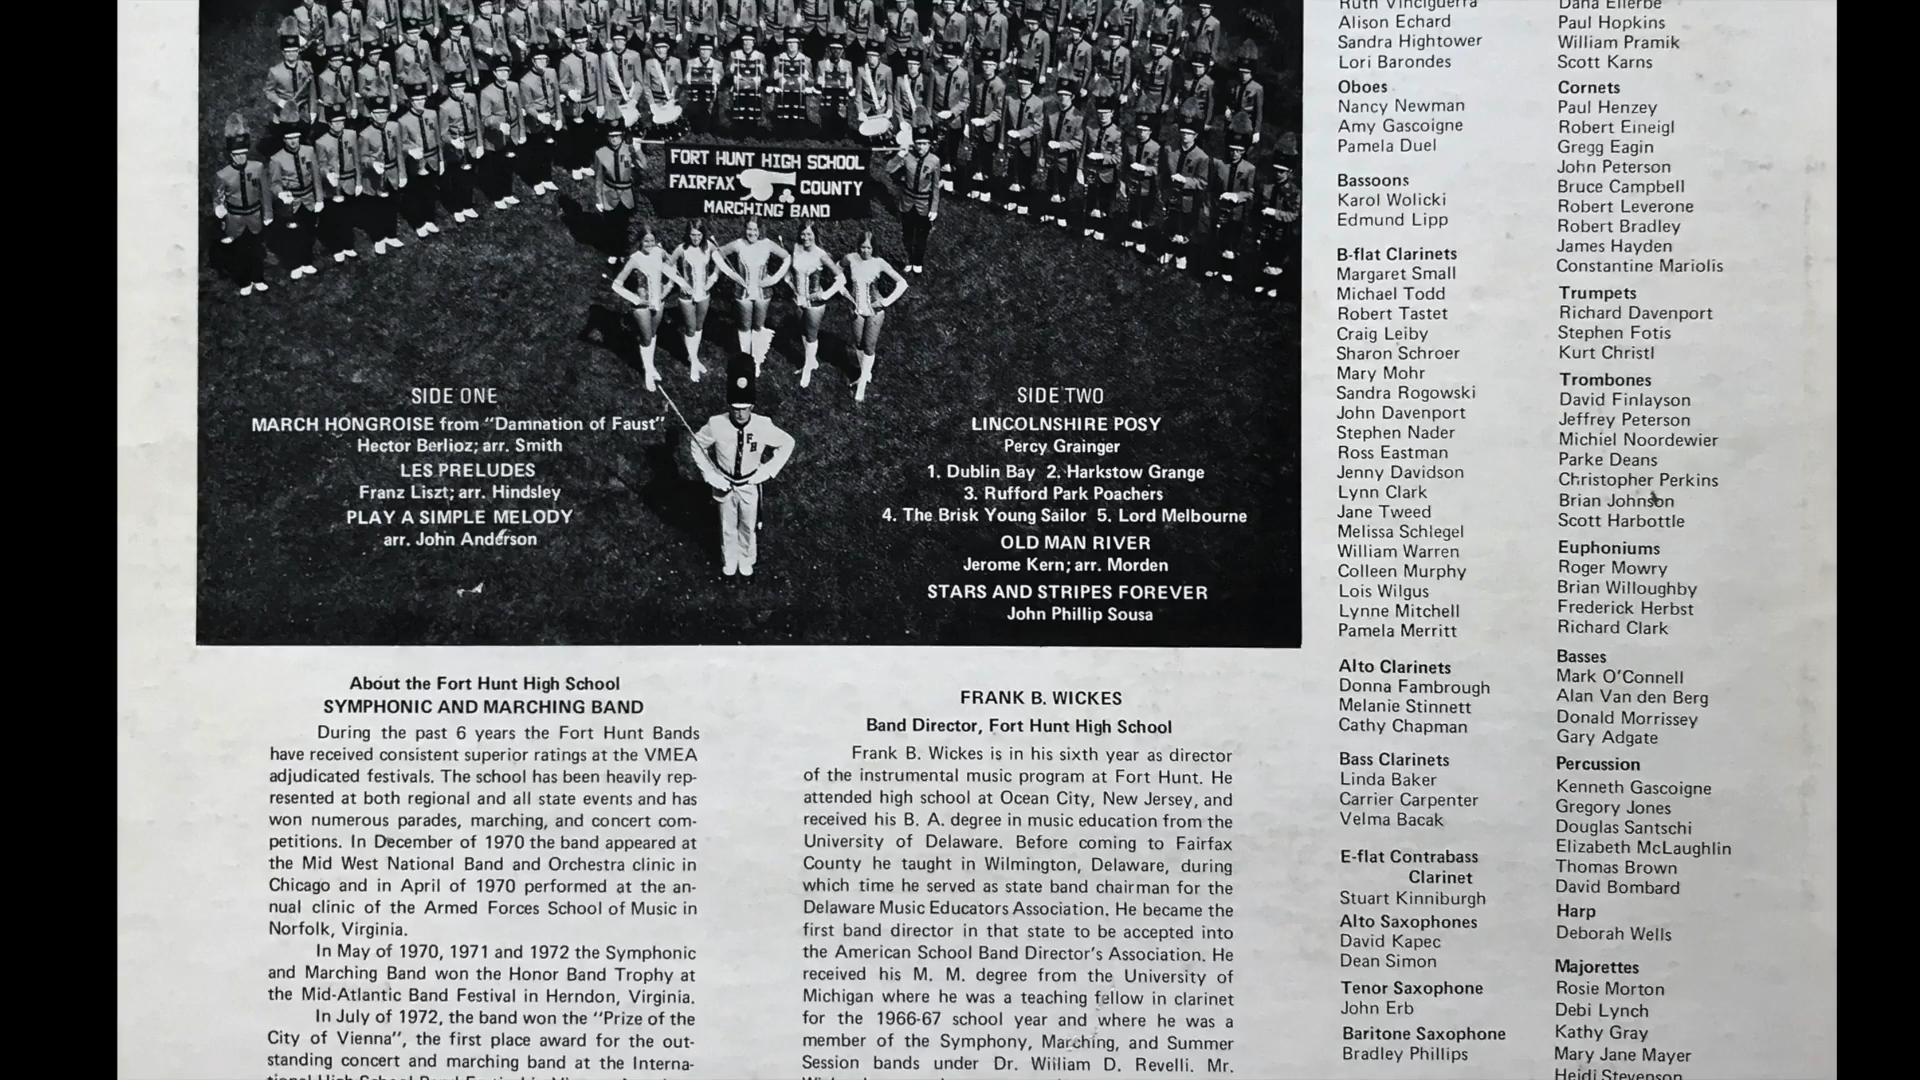 FORT HUNT HIGH SCHOOL
FAIRFAX COUNTY
MARCHING BAND
SIDE ONE
MARCH HONGROISE from "Damnation of Faust"
Hector Berlioz; arr. Smith
LES PRELUDES
Franz Liszt; arr. Hindsley
PLAY A SIMPLE MELODY
arr. John Anderson
SIDE TWO
LINCOLNSHIRE POSY
Percy Grainger
1. Dublin Bay 2. Harkstow Grange
3. Rufford Park Poachers
4. The Brisk Young Sailor 5. Lord Melbourne
OLD MAN RIVER
Jerome Kern; arr. Morden
STARS AND STRIPES FOREVER
John Phillip Sousa
About the Fort Hunt High School
SYMPHONIC AND MARCHING BAND
During the past 6 years the Fort Hunt Bands
have received consistent superior ratings at the VMEA
adjudicated festivals. The school has been heavily rep-
resented at both regional and all state events and has
won numerous parades, marching, and concert com-
petitions. In December of 1970 the band appeared at
the Mid West National Band and Orchestra clinic in
Chicago and in April of 1970 performed at the an-
nual clinic of the Armed Forces School of Music in
Norfolk, Virginia.
In May of 1970, 1971 and 1972 the Symphonic
and Marching Band won the Honor Band Trophy at
the Mid-Atlantic Band Festival in Herndon, Virginia.
In July of 1972, the band won the "Prize of the
City of Vienna", the first place award for the out-
standing concert and marching band at the Interna-
FRANK B. WICKES
Band Director, Fort Hunt High School
Frank B. Wickes is in his sixth year as director
of the instrumental music program at Fort Hunt. He
attended high school at Ocean City, New Jersey, and
received his B. A. degree in music education from the
University of Delaware. Before coming to Fairfax
County he taught in Wilmington, Delaware, during
which time he served as state band chairman for the
Delaware Music Educators Association. He became the
first band director in that state to be accepted into
the American School Band Director's Association. He
received his M. M. degree from the University of
Michigan where he was a teaching fellow in clarinet
for the 1966-67 school year and where he was a
member of the Symphony, Marching, and Summer
Session bands under Dr. William D. Revelli. Mr.
Ruth Vinciguerra
Alison Echard
Sandra Hightower
Lori Barondes
Oboes
Nancy Newman
Amy Gascoigne
Pamela Duel
Bassoons
Karol Wolicki
Edmund Lipp
B-flat Clarinets
Margaret Small
Michael Todd
Robert Tastet
Craig Leiby
Sharon Schroer
Mary Mohr
Sandra Rogowski
John Davenport
Stephen Nader
Ross Eastman
Jenny Davidson
Lynn Clark
Jane Tweed
Melissa Schlegel
William Warren
Colleen Murphy
Lois Wilgus
Lynne Mitchell
Pamela Merritt
Alto Clarinets
Donna Fambrough
Melanie Stinnett
Cathy Chapman
Bass Clarinets
Linda Baker
Carrier Carpenter
Velma Bacak
E-flat Contrabass
Clarinet
Stuart Kinniburgh
Alto Saxophones
David Kapec
Dean Simon
Tenor Saxophone
John Erb
Baritone Saxophone
Bradley Phillips
Dana Ellerbe
Paul Hopkins
William Pramik
Scott Karns
Cornets
Paul Henzey
Robert Eineigl
Gregg Eagin
John Peterson
Bruce Campbell
Robert Leverone
Robert Bradley
James Hayden
Constantine Mariolis
Trumpets
Richard Davenport
Stephen Fotis
Kurt Christl
Trombones
David Finlayson
Jeffrey Peterson
Michiel Noordewier
Parke Deans
Christopher Perkins
Brian Johnson
Scott Harbottle
Euphoniums
Roger Mowry
Brian Willoughby
Frederick Herbst
Richard Clark
Basses
Mark O'Connell
Alan Van den Berg
Donald Morrissey
Gary Adgate
Percussion
Kenneth Gascoigne
Gregory Jones
Douglas Santschi
Elizabeth McLaughlin
Thomas Brown
David Bombard
Harp
Deborah Wells
Majorettes
Rosie Morton
Debi Lynch
Kathy Gray
Mary Jane Mayer
Heidi Stevenson